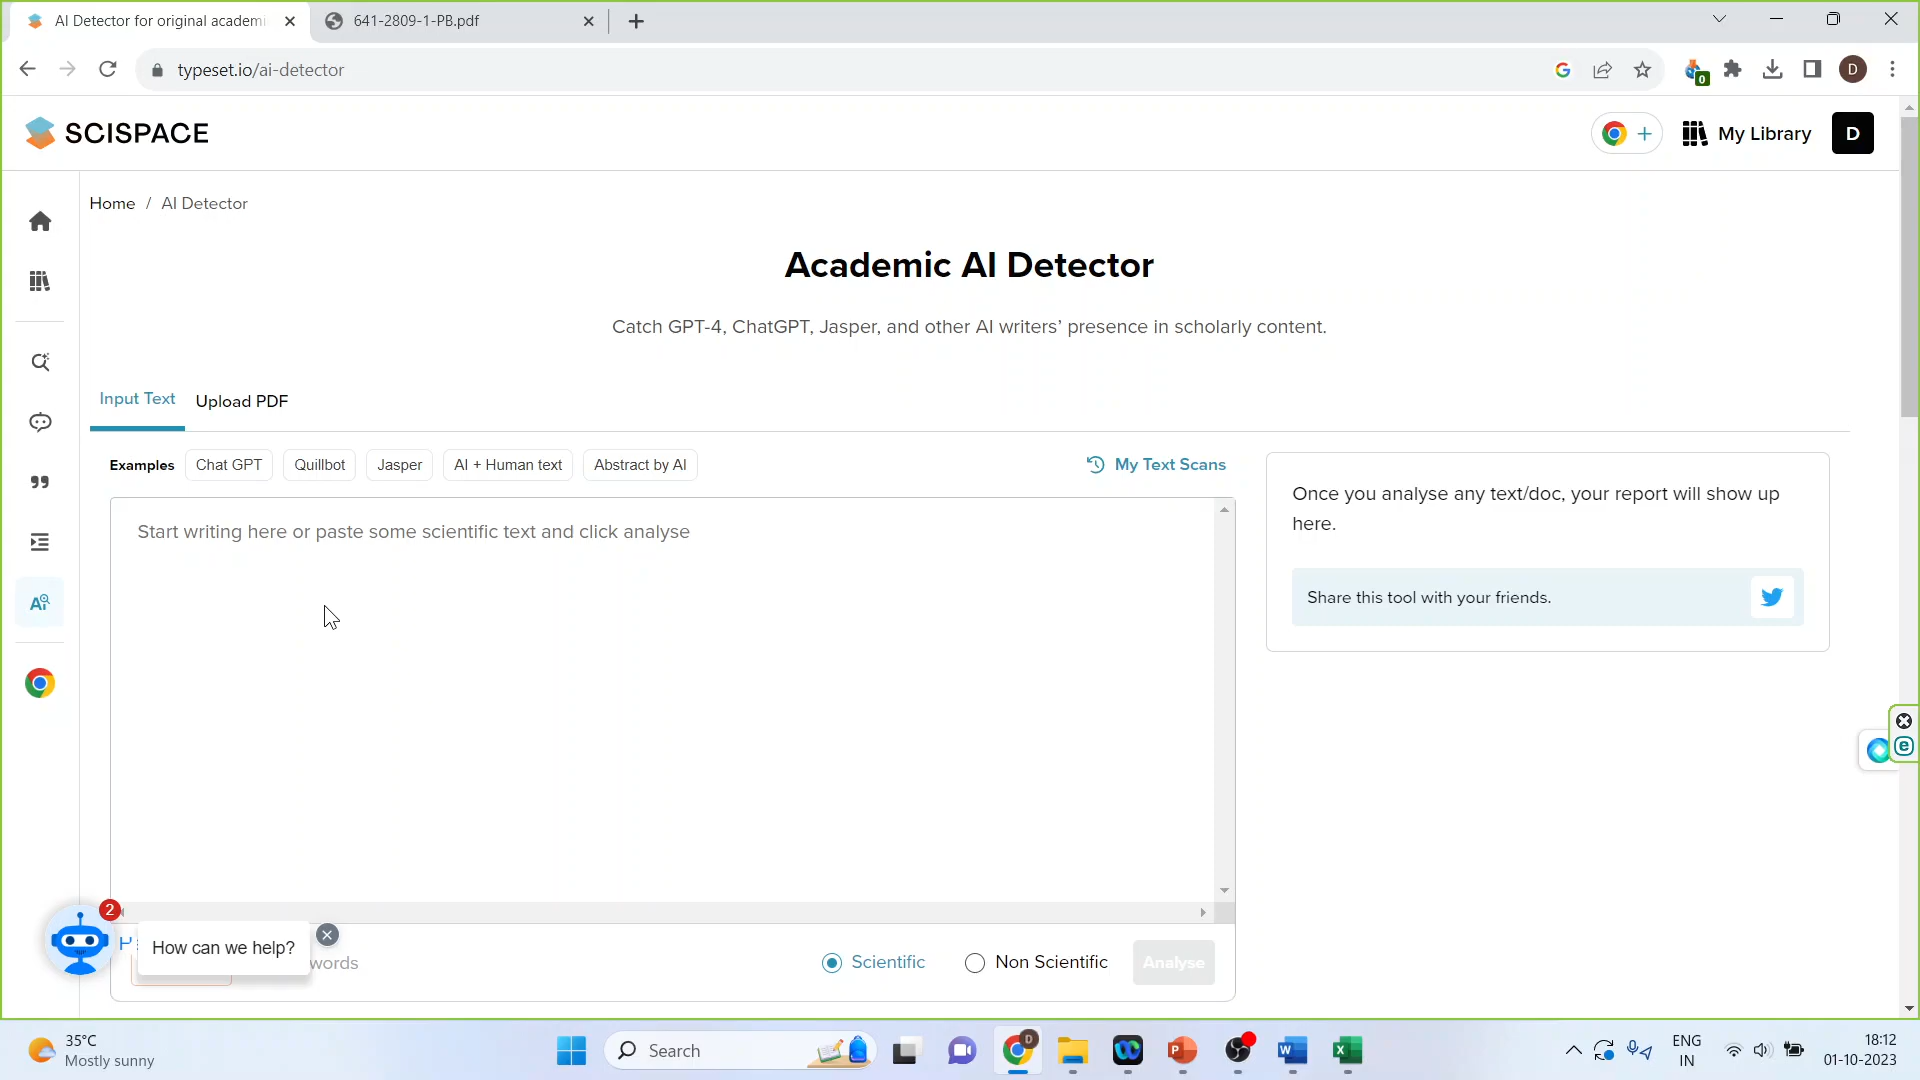 AI Detector for original academi
641-2809-1-PB.pdf
typeset.io/ai-detector
0
D
SCISPACE
My Library
D
Home / AI Detector
Academic AI Detector
Catch GPT-4, ChatGPT, Jasper, and other AI writers’ presence in scholarly content.
Input Text
Upload PDF
Examples
Chat GPT
Quillbot
Jasper
AI + Human text
Abstract by AI
My Text Scans
Start writing here or paste some scientific text and click analyse
Once you analyse any text/doc, your report will show up
here.
Share this tool with your friends.
Ai
2
How can we help?
words
Scientific
Non Scientific
Analyse
35°C
Mostly sunny
Search
D
ENG
IN
18:12
01-10-2023